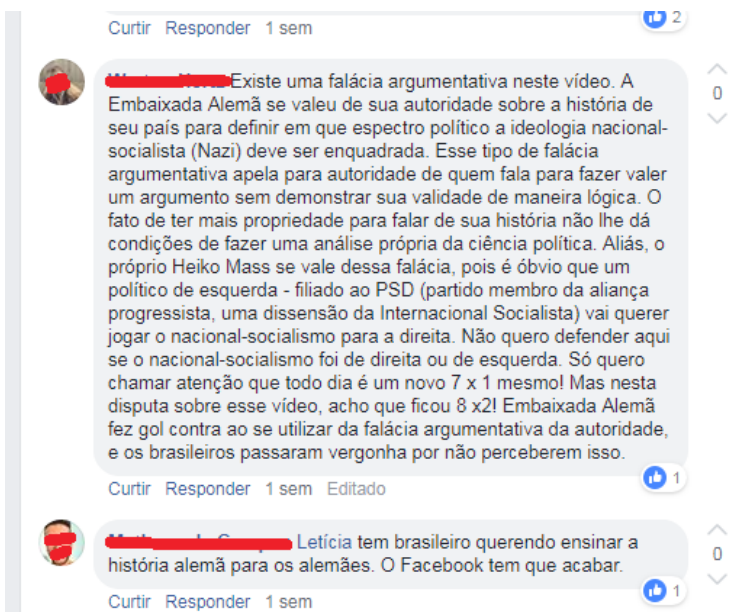 Curtir Responder 1 sem 2
Existe uma falácia argumentativa neste vídeo. A
0
Embaixada Alemã se valeu de sua autoridade sobre a história de
seu país para definir em que espectro político a ideologia nacional-
socialista (Nazi) deve ser enquadrada. Esse tipo de falácia
argumentativa apela para autoridade de quem fala para fazer valer
um argumento sem demonstrar sua validade de maneira lógica. O
fato de ter mais propriedade para falar de sua história não lhe dá
condições de fazer uma análise própria da ciência política. Aliás, o
próprio Heiko Mass se vale dessa falácia, pois é óbvio que um
político de esquerda - filiado ao PSD (partido membro da aliança
progressista, uma dissensão da Internacional Socialista) vai querer
jogar o nacional-socialismo para a direita. Não quero defender aqui
se o nacional-socialismo foi de direita ou de esquerda. Só quero
chamar atenção que todo dia é um novo 7 x 1 mesmo! Mas nesta
disputa sobre esse vídeo, acho que ficou 8 x2! Embaixada Alemã
fez gol contra ao se utilizar da falácia argumentativa da autoridade,
e os brasileiros passaram vergonha por não perceberem isso.
Curtir Responder 1 sem Editado 1
Letícia tem brasileiro querendo ensinar a
história alemã para os alemães. O Facebook tem que acabar.
0
Curtir Responder 1 sem 1